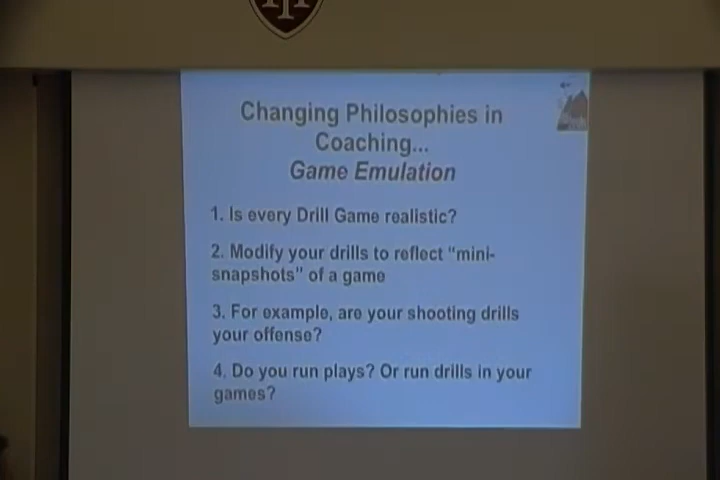 Changing Philosophies in
Coaching...
Game Emulation
1. Is every Drill Game realistic?
2. Modify your drills to reflect "mini-
snapshots" of a game
3. For example, are your shooting drills
your offense?
4. Do you run plays? Or run drills in your
games?